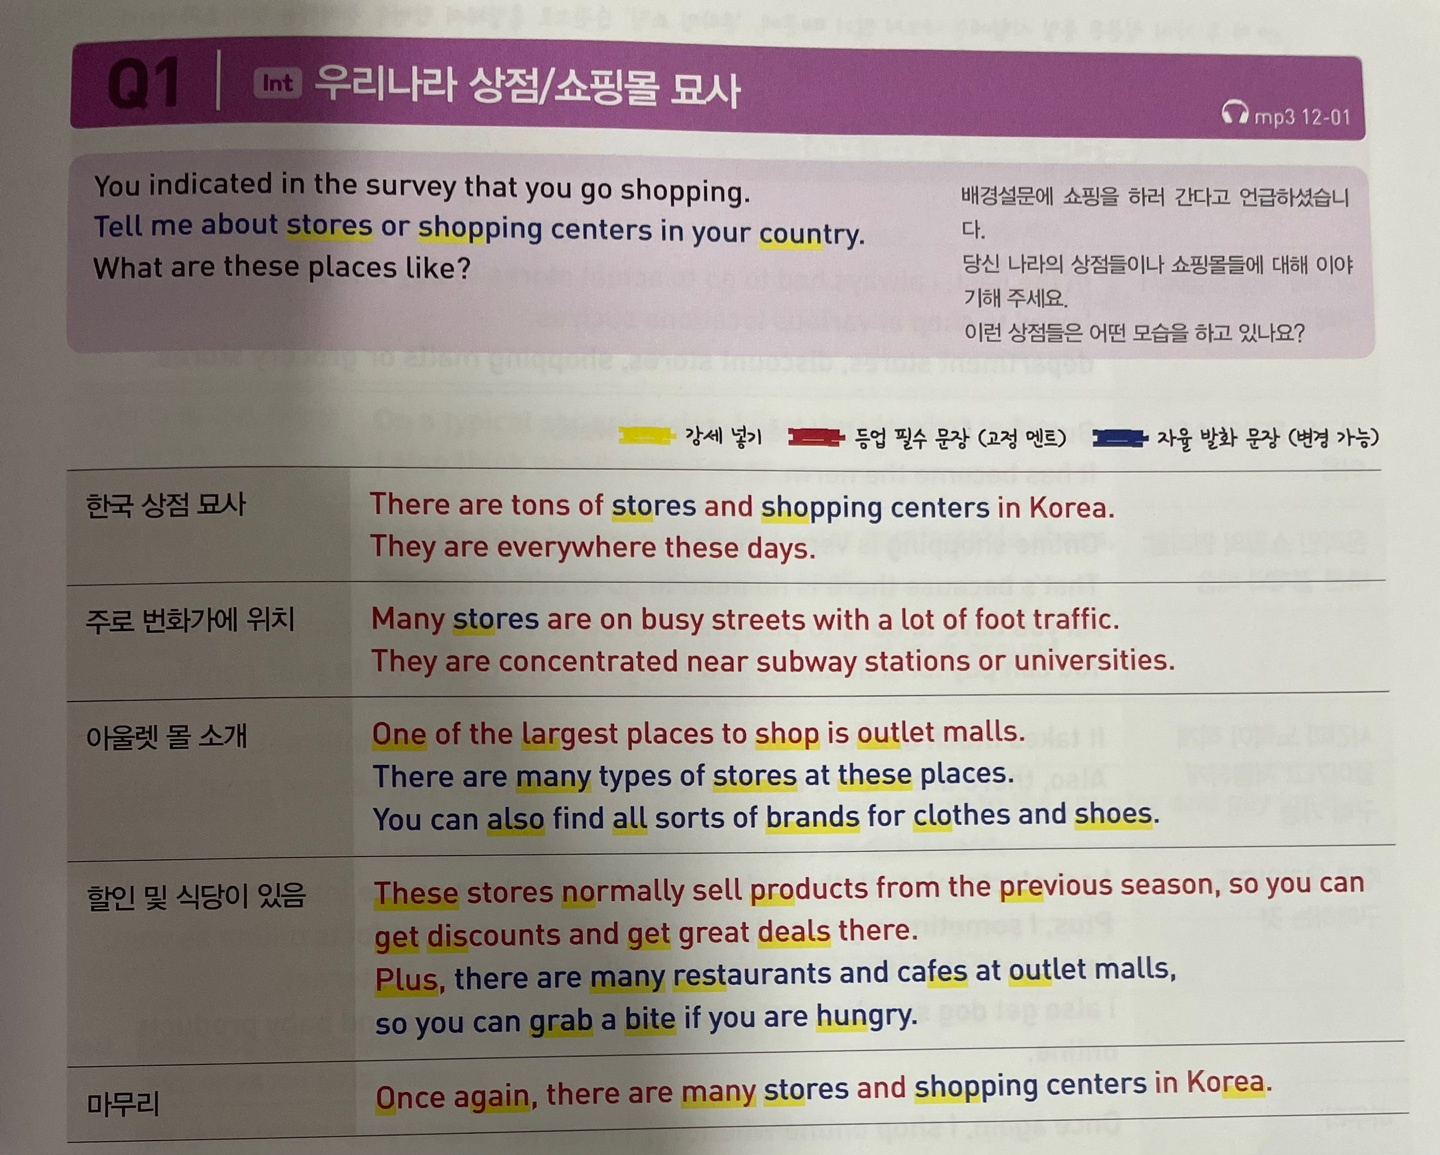 Q1
Int 우리나라 상점/쇼핑몰 묘사
mp3 12-01
You indicated in the survey that you go shopping.
Tell me about stores or shopping centers in your country.
What are these places like?
배경설문에 쇼핑을 하러 간다고 언급하셨습니
다.
당신 나라의 상점들이나 쇼핑몰들에 대해 이야
기해 주세요.
이런 상점들은 어떤 모습을 하고 있나요?
강세 넣기 등업 필수 문장 (고정 멘트) 자율 발화 문장 (변경 가능)
한국 상점 묘사
There are tons of stores and shopping centers in Korea.
They are everywhere these days.
주로 번화가에 위치
Many stores are on busy streets with a lot of foot traffic.
They are concentrated near subway stations or universities.
아울렛 몰 소개
One of the largest places to shop is outlet malls.
There are many types of stores at these places.
You can also find all sorts of brands for clothes and shoes.
할인 및 식당이 있음
These stores normally sell products from the previous season, so you can
get discounts and get great deals there.
Plus, there are many restaurants and cafes at outlet malls,
so you can grab a bite if you are hungry.
마무리
Once again, there are many stores and shopping centers in Korea.